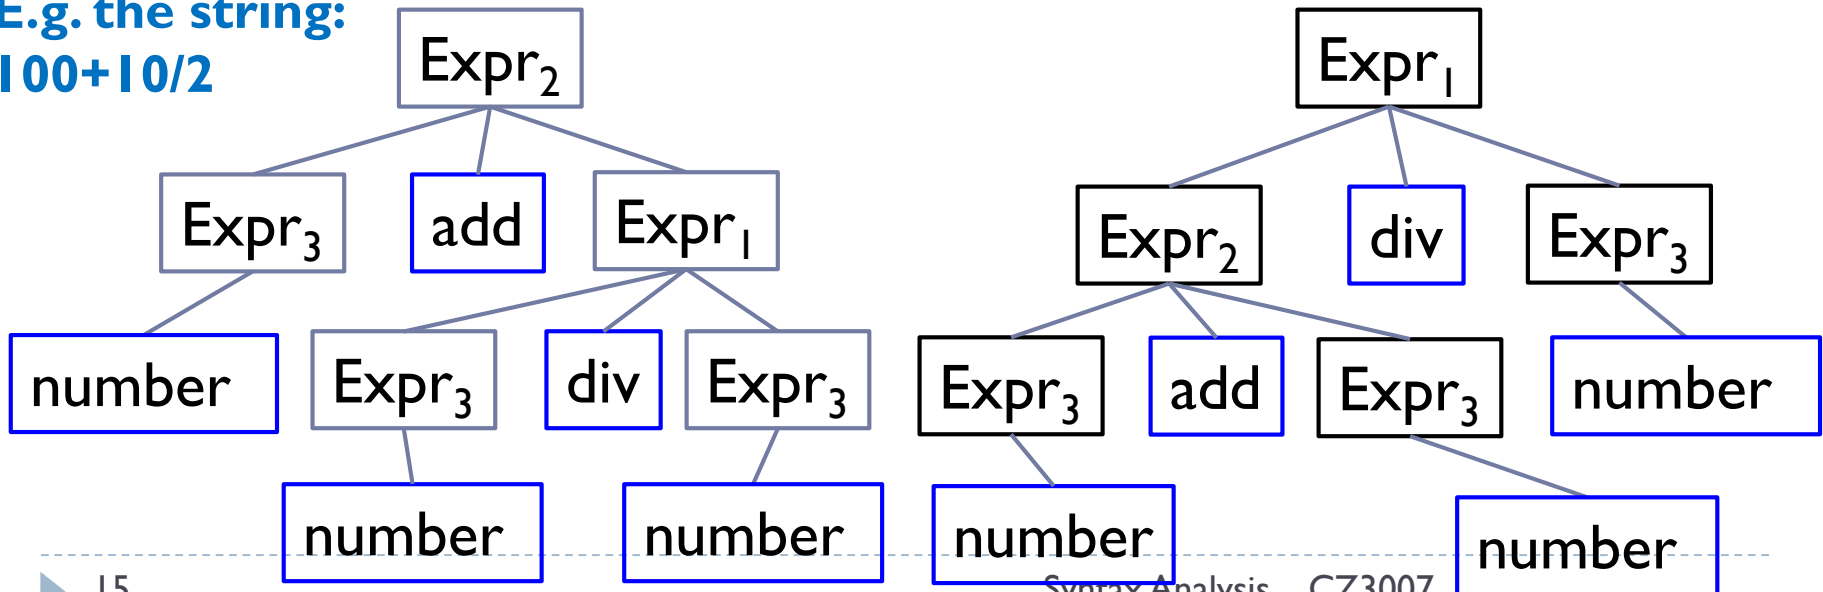 E.g. the string:
100+10/2
Expr2
Expr1
Expr3
add
Expr1
Expr2
div
Expr3
number
Expr3
div
Expr3
Expr3
add
Expr3
number
number
number
number
number
15
Syntax Analysis CZ3007